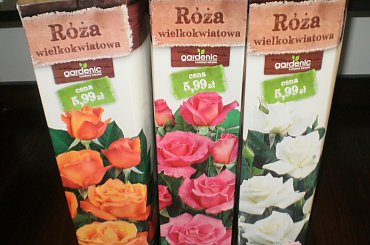 Róża
wielkokwiatowa
gardenic
cena
5,99 zł
Róża
wielkokwiatowa
gardenic
cena
5,99 zł
Róża
wielkokwiatowa
gardenic
cena
5,99 zł